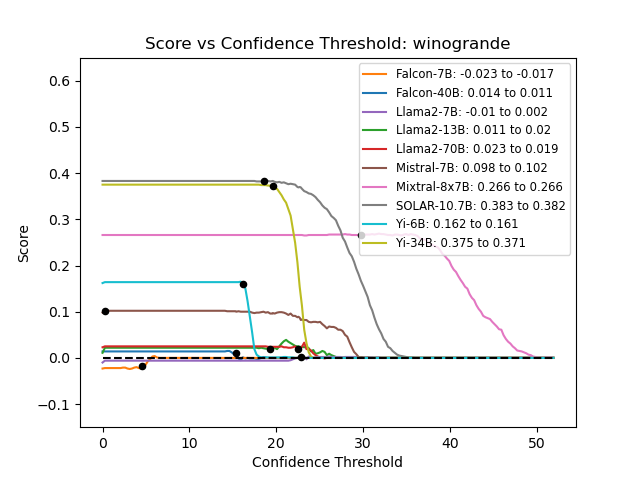 Score vs Confidence Threshold: winogrande
Falcon-7B: -0.023 to -0.017
Falcon-40B: 0.014 to 0.011
Llama2-7B: -0.01 to 0.002
Llama2-13B: 0.011 to 0.02
Llama2-70B: 0.023 to 0.019
Mistral-7B: 0.098 to 0.102
Mixtral-8x7B: 0.266 to 0.266
SOLAR-10.7B: 0.383 to 0.382
Yi-6B: 0.162 to 0.161
Yi-34B: 0.375 to 0.371
Score
0.6
0.5
0.4
0.3
0.2
0.1
0.0
−0.1
0 10 20 30 40 50
Confidence Threshold